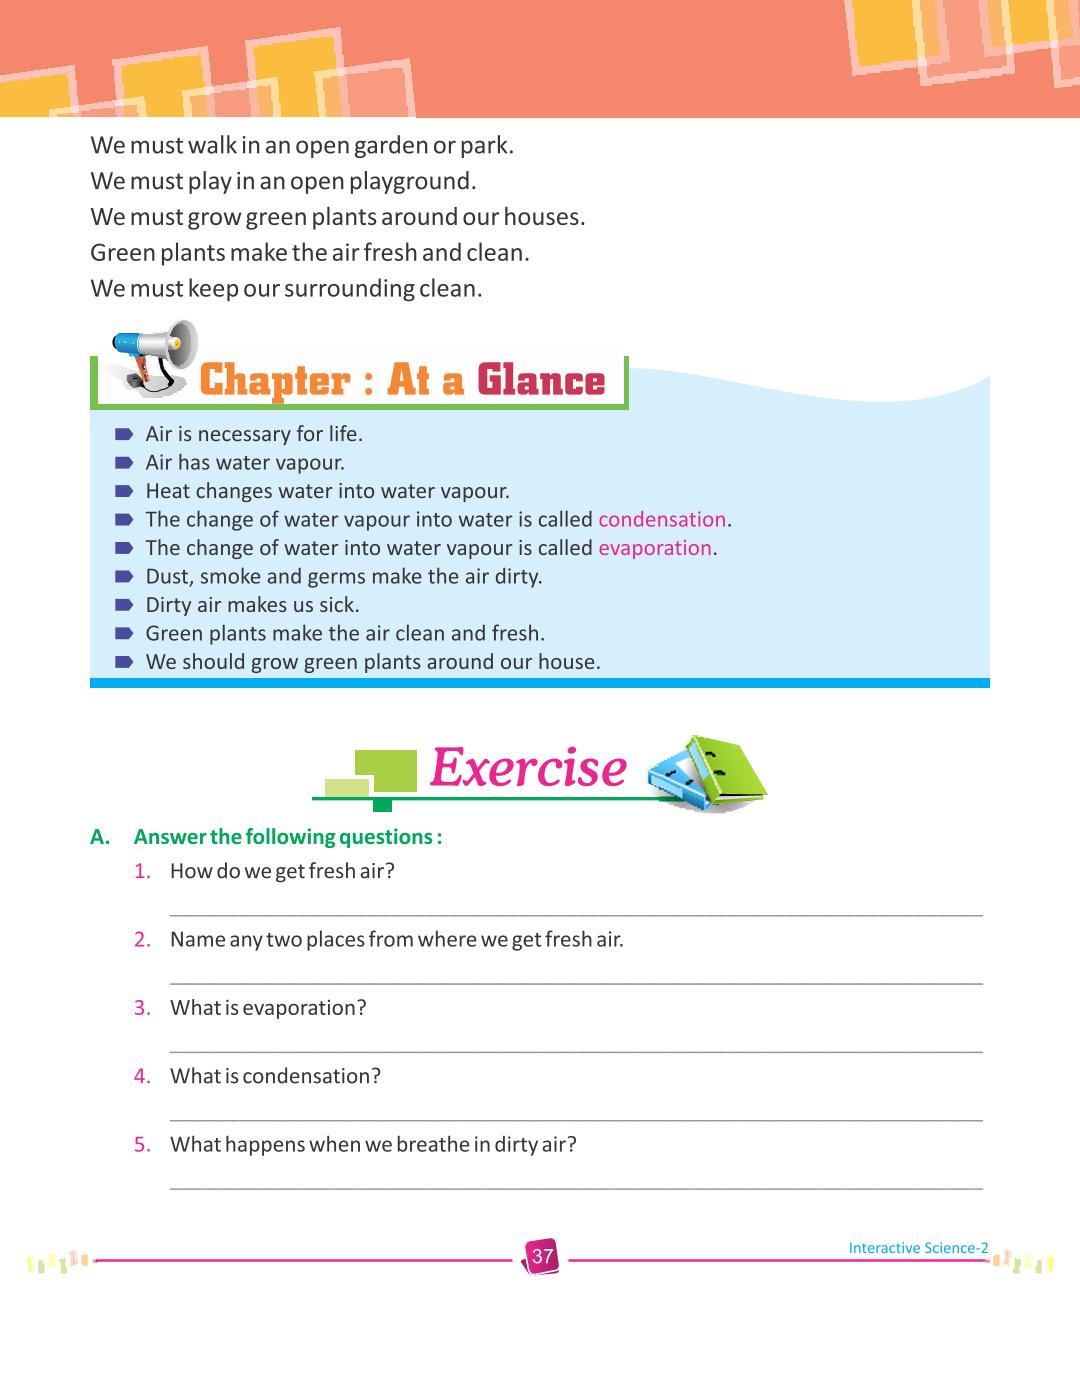 We must walk in an open garden or park.
We must play in an open playground.
We must grow green plants around our houses.
Green plants make the air fresh and clean.
We must keep our surrounding clean.
Chapter : At a Glance
Air is necessary for life.
Air has water vapour.
Heat changes water into water vapour.
The change of water vapour into water is called condensation.
The change of water into water vapour is called evaporation.
Dust, smoke and germs make the air dirty.
Dirty air makes us sick.
Green plants make the air clean and fresh.
We should grow green plants around our house.
Exercise
A. Answer the following questions :
1. How do we get fresh air?
2. Name any two places from where we get fresh air.
3. What is evaporation?
4. What is condensation?
5. What happens when we breathe in dirty air?
Interactive Science-2
37